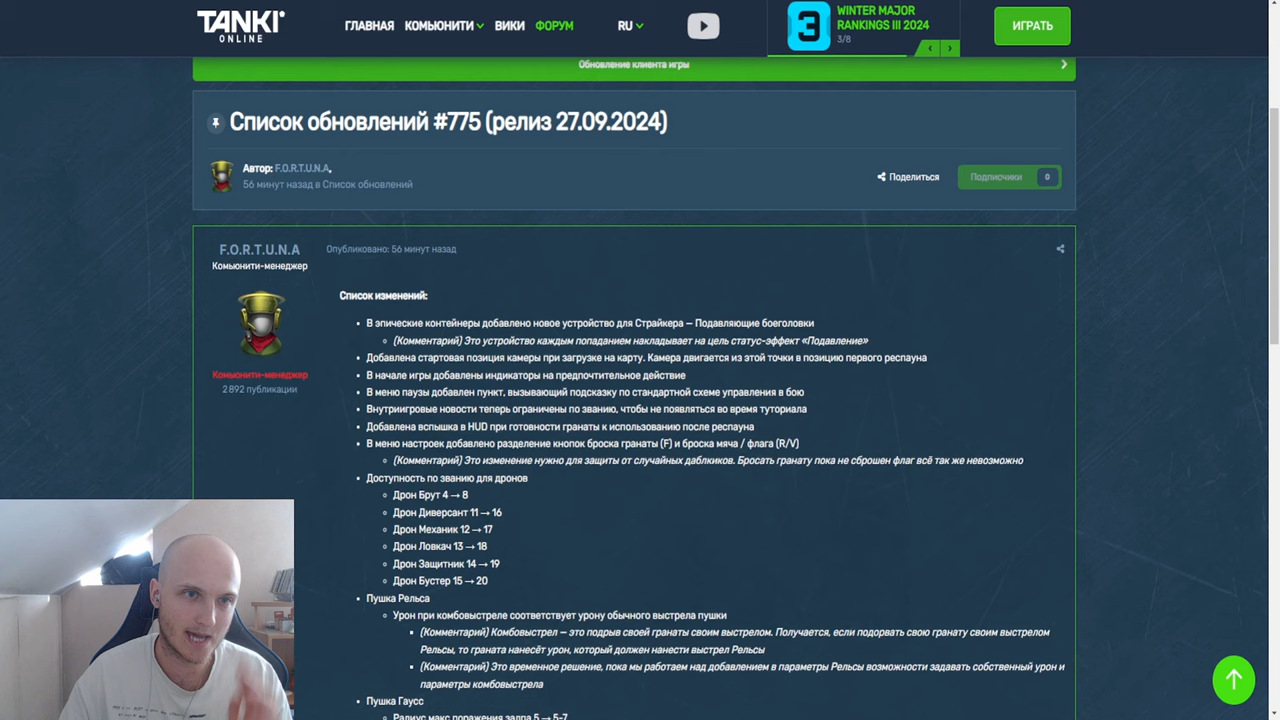 TANKI
ONLINE
ГЛАВНАЯ
КОМЬЮНИТИ
ВИКИ
ФОРУМ
RU
3
WINTER MAJOR
RANKINGS III 2024
3/8
ИГРАТЬ
Обновление клиента игры
Список обновлений #775 (релиз 27.09.2024)
Автор: F.O.R.T.U.N.A,
56 минут назад в Список обновлений
Поделиться
Подписчики 0
F.O.R.T.U.N.A
Комьюнити-менеджер
Опубликовано: 56 минут назад
Комьюнити-менеджер
2 892 публикации
Список изменений:
• В эпические контейнеры добавлено новое устройство для Страйкера — Подавляющие боеголовки
(Комментарий) Это устройство каждым попаданием накладывает на цель статус-эффект «Подавление»
• Добавлена стартовая позиция камеры при загрузке на карту. Камера двигается из этой точки в позицию первого респауна
• В начале игры добавлены индикаторы на предпочтительное действие
• В меню паузы добавлен пункт, вызывающий подсказку по стандартной схеме управления в бою
• Внутриигровые новости теперь ограничены по званию, чтобы не появляться во время туториала
• Добавлена вспышка в HUD при готовности гранаты к использованию после респауна
• В меню настроек добавлено разделение кнопок броска гранаты (F) и броска мяча / флага (R/V)
(Комментарий) Это изменение нужно для защиты от случайных даблкиков. Бросать гранату пока не сброшен флаг всё так же невозможно
• Доступность по званию для дронов
Дрон Брут 4 → 8
Дрон Диверсант 11 → 16
Дрон Механик 12 → 17
Дрон Ловкач 13 → 18
Дрон Защитник 14 → 19
Дрон Бустер 15 → 20
• Пушка Рельса
Урон при комбовыстреле соответствует урону обычного выстрела пушки
(Комментарий) Комбовыстрел — это подрыв своей гранаты своим выстрелом. Получается, если подорвать свою гранату своим выстрелом
Рельсы, то граната нанесёт урон, который должен нанести выстрел Рельсы
(Комментарий) Это временное решение, пока мы работаем над добавлением в параметры Рельсы возможности задавать собственный урон и
параметры комбовыстрела
• Пушка Гаусс
Радиус макс поражения залпа 5 → 5-7